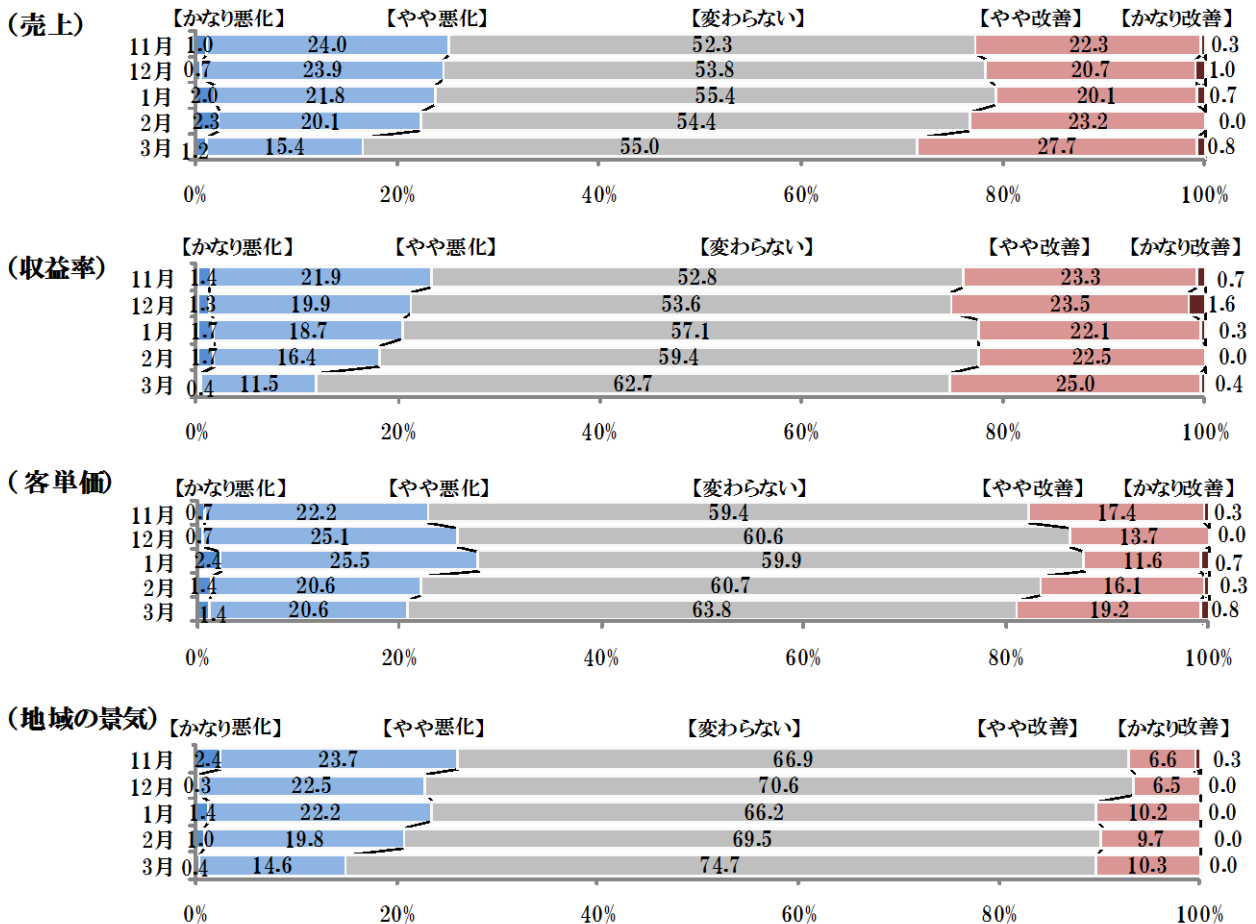 (売上)
【かなり悪化】 【やや悪化】 【変わらない】 【やや改善】 【かなり改善】
11月 1.0 24.0 52.3 22.3 0.3
12月 0.7 23.9 53.8 20.7 1.0
1月 2.0 21.8 55.4 20.1 0.7
2月 2.3 20.1 54.4 23.2 0.0
3月 1.2 15.4 55.0 27.7 0.8
0% 20% 40% 60% 80% 100%
(収益率)
【かなり悪化】 【やや悪化】 【変わらない】 【やや改善】 【かなり改善】
11月 1.4 21.9 52.8 23.3 0.7
12月 1.3 19.9 53.6 23.5 1.6
1月 1.7 18.7 57.1 22.1 0.3
2月 1.7 16.4 59.4 22.5 0.0
3月 0.4 11.5 62.7 25.0 0.4
0% 20% 40% 60% 80% 100%
(客単価)
【かなり悪化】 【やや悪化】 【変わらない】 【やや改善】 【かなり改善】
11月 0.7 22.2 59.4 17.4 0.3
12月 0.7 25.1 60.6 13.7 0.0
1月 2.4 25.5 59.9 11.6 0.7
2月 1.4 20.6 60.7 16.1 0.3
3月 1.4 20.6 63.8 19.2 0.8
0% 20% 40% 60% 80% 100%
(地域の景気)
【かなり悪化】 【やや悪化】 【変わらない】 【やや改善】 【かなり改善】
11月 2.4 23.7 66.9 6.6 0.3
12月 0.3 22.5 70.6 6.5 0.0
1月 1.4 22.2 66.2 10.2 0.0
2月 1.0 19.8 69.5 9.7 0.0
3月 0.4 14.6 74.7 10.3 0.0
0% 20% 40% 60% 80% 100%